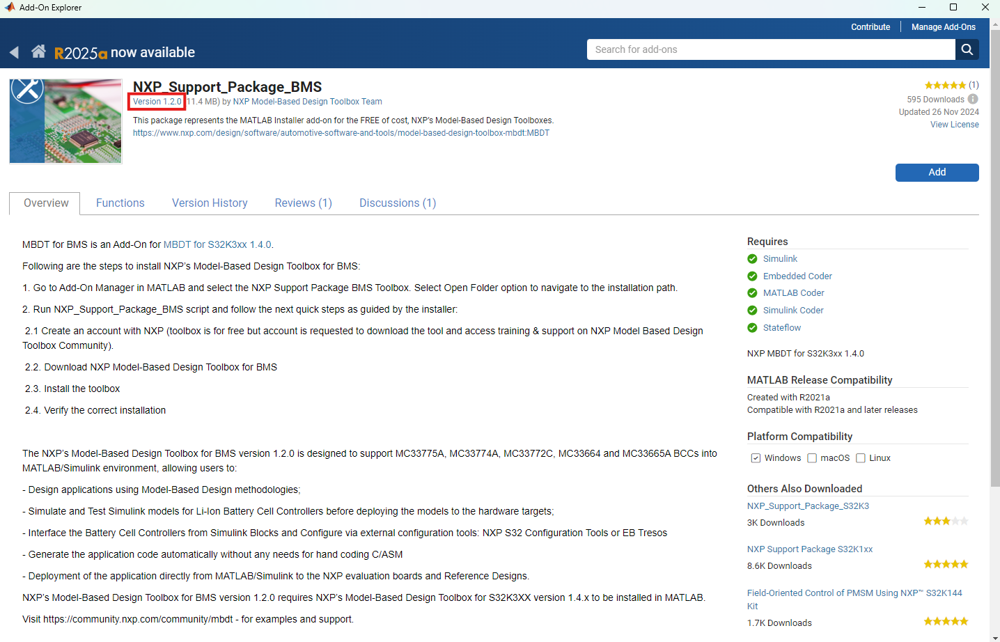 Add-On Explorer
Contribute
Manage Add-Ons
R2025a now available
Search for add-ons
NXP_Support_Package_BMS
Version 1.2.0 (11.4 MB) by NXP Model-Based Design Toolbox Team
This package represents the MATLAB Installer add-on for the FREE of cost, NXP's Model-Based Design Toolboxes.
https://www.nxp.com/design/software/automotive-software-and-tools/model-based-design-toolbox-mbdt:MBDT
(1)
595 Downloads
Updated 26 Nov 2024
View License
Add
Overview
Functions
Version History
Reviews (1)
Discussions (1)
MBDT for BMS is an Add-On for MBDT for S32K3xx 1.4.0.
Following are the steps to install NXP's Model-Based Design Toolbox for BMS:
1. Go to Add-On Manager in MATLAB and select the NXP Support Package BMS Toolbox. Select Open Folder option to navigate to the installation path.
2. Run NXP_Support_Package_BMS script and follow the next quick steps as guided by the installer:
2.1 Create an account with NXP (toolbox is for free but account is requested to download the tool and access training & support on NXP Model Based Design
Toolbox Community).
2.2. Download NXP Model-Based Design Toolbox for BMS
2.3. Install the toolbox
2.4. Verify the correct installation
The NXP's Model-Based Design Toolbox for BMS version 1.2.0 is designed to support MC33775A, MC33774A, MC33772C, MC33664 and MC33665A BCCs into
MATLAB/Simulink environment, allowing users to:
- Design applications using Model-Based Design methodologies;
- Simulate and Test Simulink models for Li-Ion Battery Cell Controllers before deploying the models to the hardware targets;
- Interface the Battery Cell Controllers from Simulink Blocks and Configure via external configuration tools: NXP S32 Configuration Tools or EB Tresos
- Generate the application code automatically without any needs for hand coding C/ASM
- Deployment of the application directly from MATLAB/Simulink to the NXP evaluation boards and Reference Designs.
NXP's Model-Based Design Toolbox for BMS version 1.2.0 requires NXP's Model-Based Design Toolbox for S32K3XX version 1.4.x to be installed in MATLAB.
Visit https://community.nxp.com/community/mbdt - for examples and support.
Requires
Simulink
Embedded Coder
MATLAB Coder
Simulink Coder
Stateflow
NXP MBDT for S32K3xx 1.4.0
MATLAB Release Compatibility
Created with R2021a
Compatible with R2021a and later releases
Platform Compatibility
Windows
macOS
Linux
Others Also Downloaded
NXP_Support_Package_S32K3
3K Downloads
NXP Support Package S32K1xx
8.6K Downloads
Field-Oriented Control of PMSM Using NXP™ S32K144
Kit
1.7K Downloads